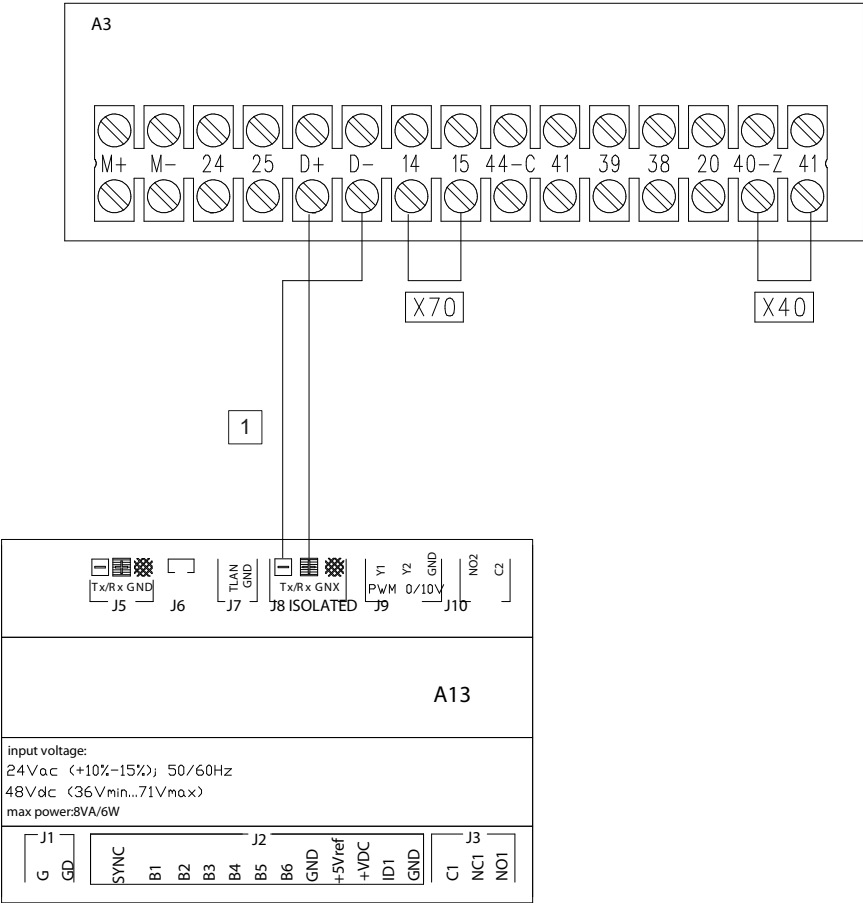 A3
M+ M- 24 25 D+ D- 14 15 44-C 41 39 38 20 40-Z 41
X70 X40
1
- + TLAN GND - + Y1 Y2 GND NO2 C2
Tx/Rx GND Tx/Rx GNX PWM 0/10V
J5 J6 J7 J8 ISOLATED J9 J10
A13
input voltage:
24Vac (+10%-15%); 50/60Hz
48Vdc (36Vmin...71Vmax)
max power:8VA/6W
J1 J2 J3
G GD SYNC B1 B2 B3 B4 B5 B6 GND +5Vref +VDC ID1 GND C1 NC1 NO1